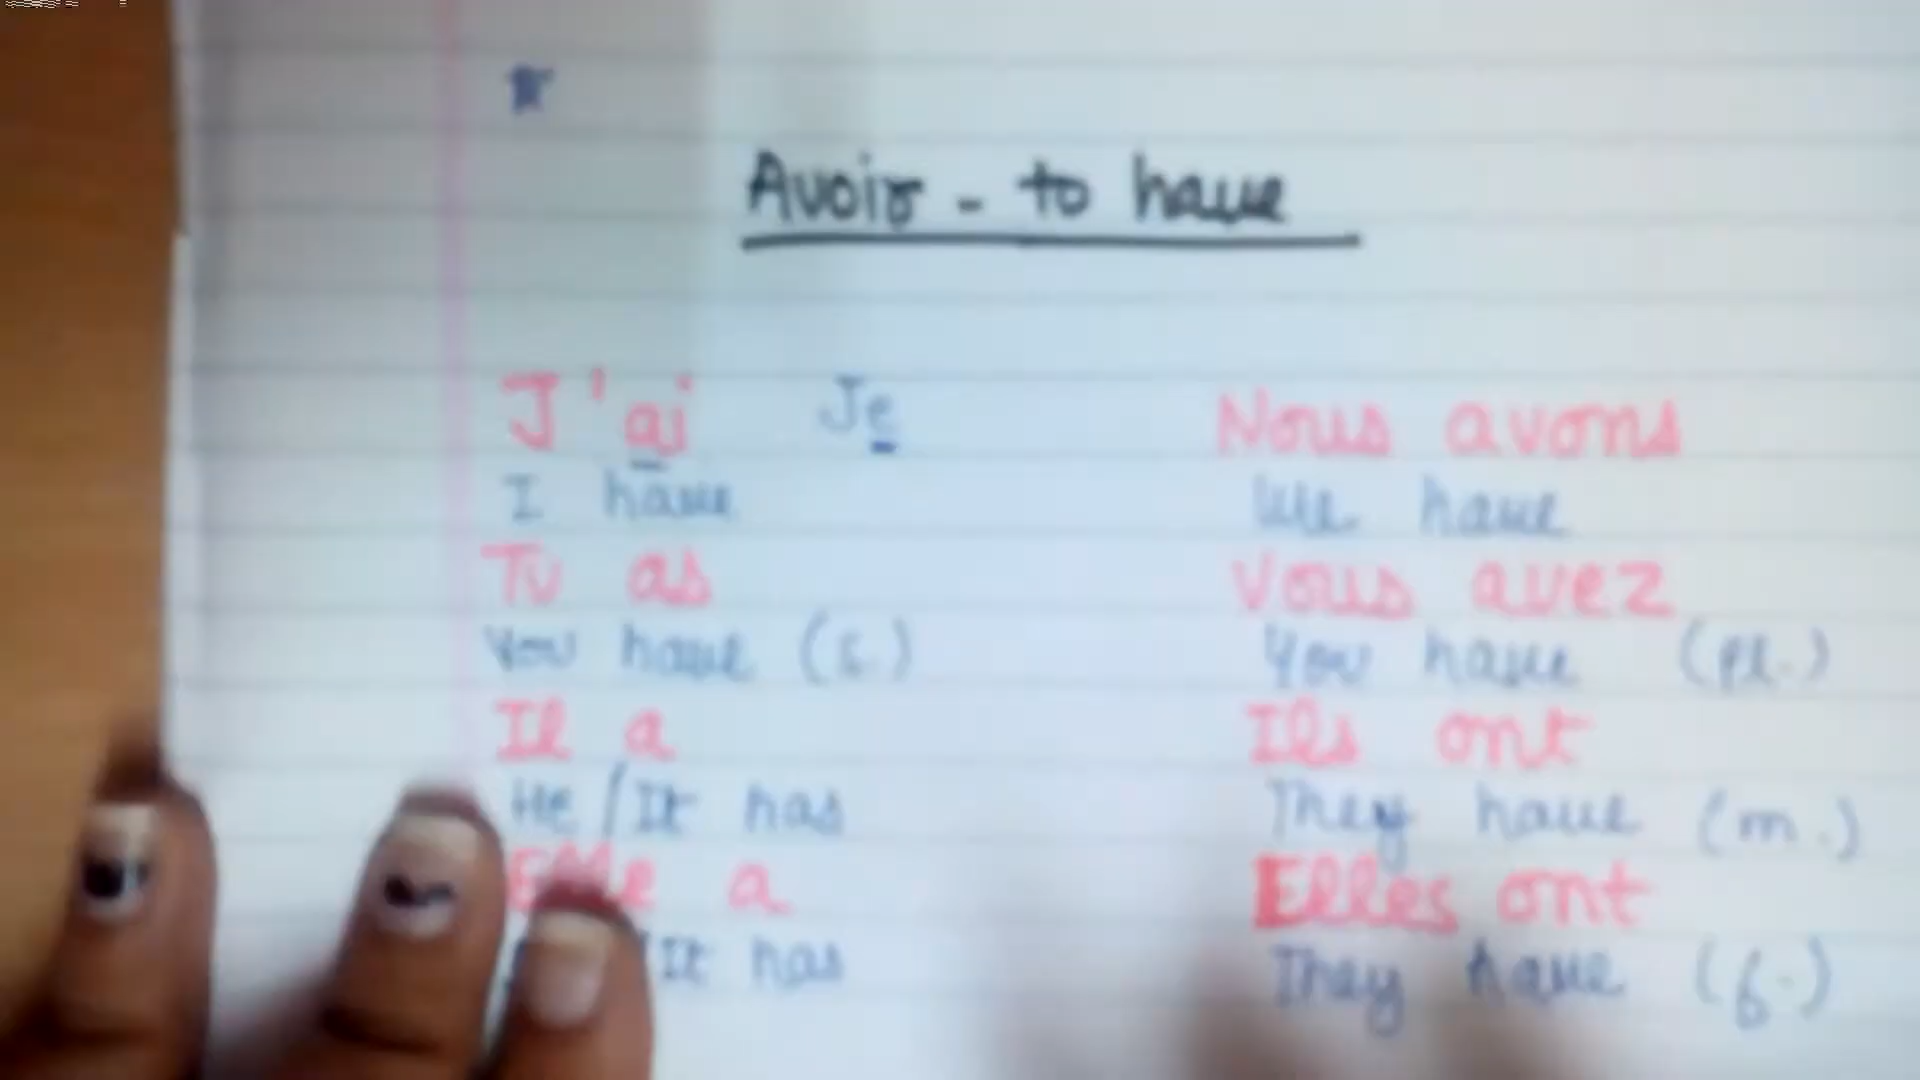 Avoir - to have
J'ai Je
I have
Tu as
You have (s.)
Il a
He/It has
Elle a
/It has
Nous avons
We have
Vous avez
You have (pl.)
Ils ont
They have (m.)
Elles ont
They have (f.)